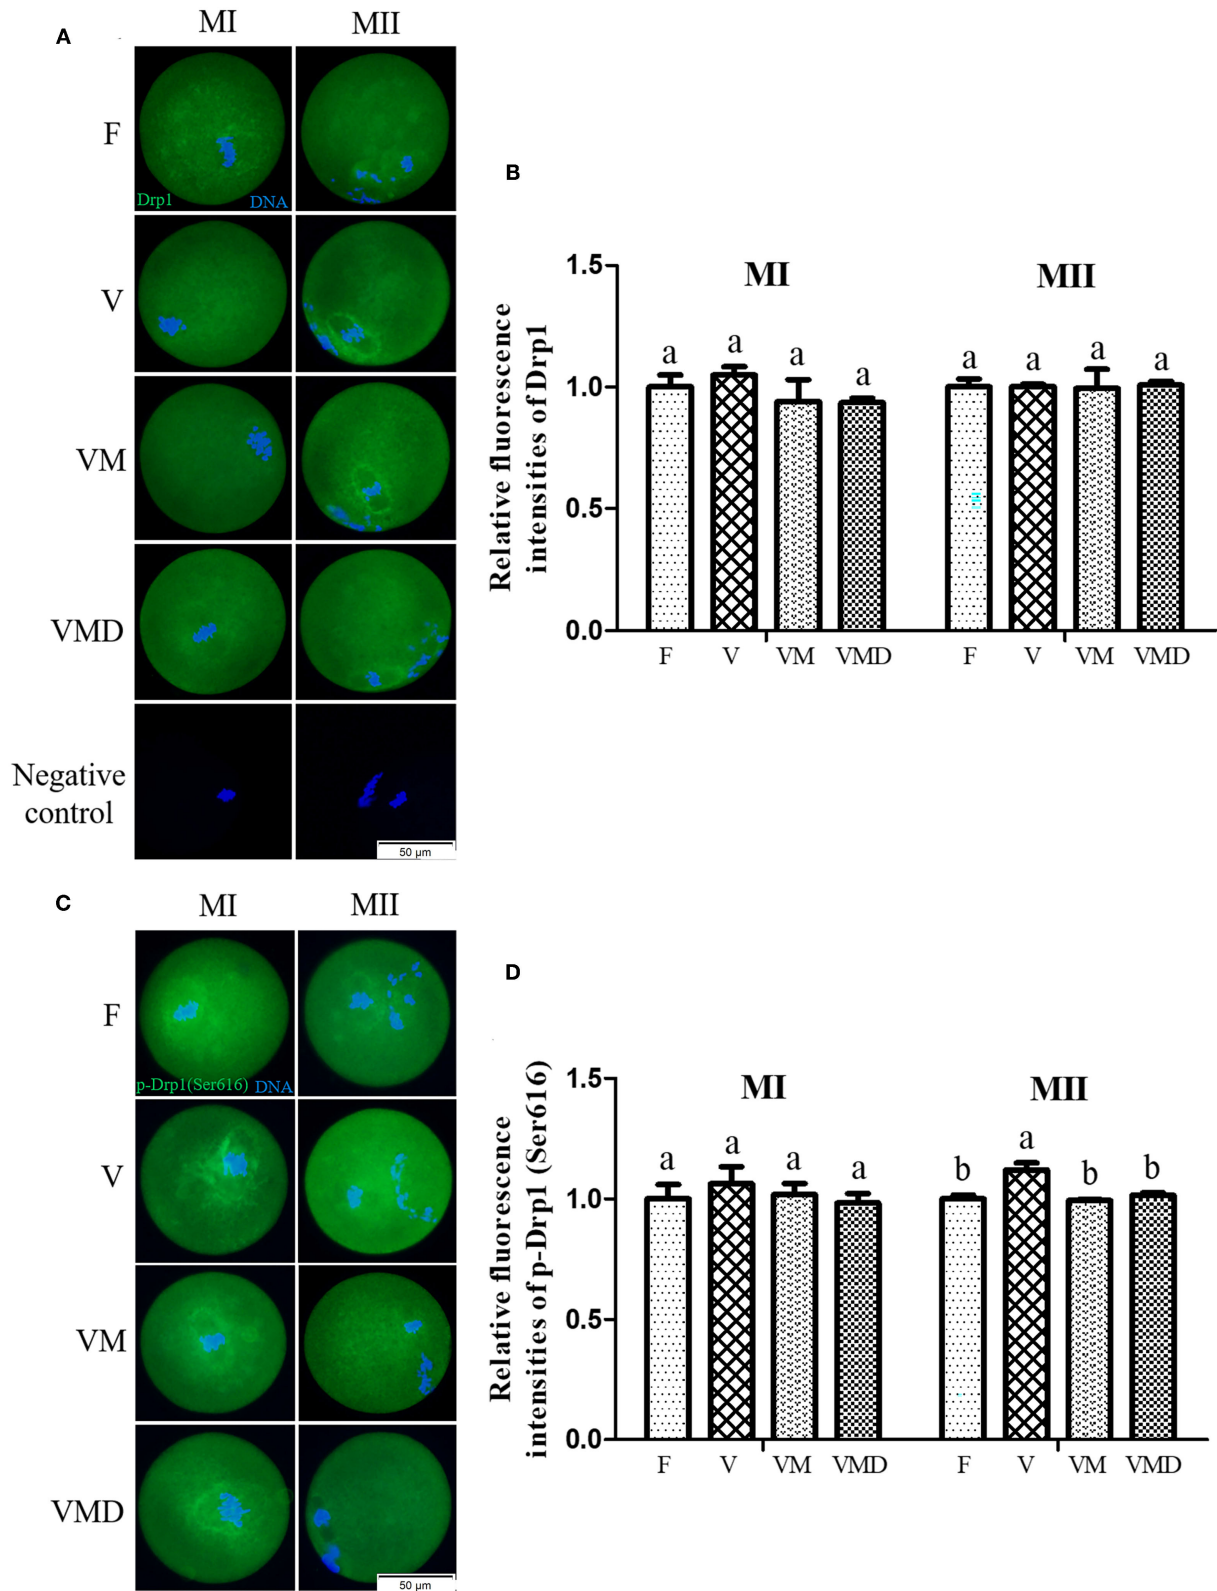 A
MI MII
F
Drp1 DNA
V
VM
VMD
Negative
control
50 µm
B
Relative fluorescence
intensities of Drp1
1.5
1.0
0.5
0.0
MI MII
a a a a a a a a
F V VM VMD F V VM VMD
C
MI MII
F
p-Drp1(Ser616) DNA
V
VM
VMD
50 µm
D
Relative fluorescence
intensities of p-Drp1 (Ser616)
1.5
1.0
0.5
0.0
MI MII
a a a a b a b b
F V VM VMD F V VM VMD